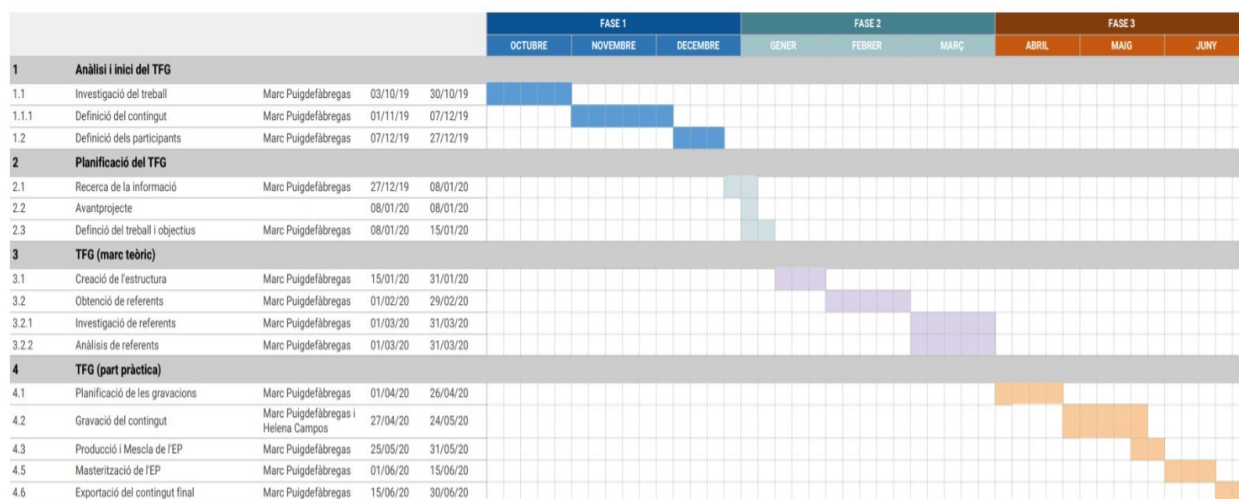 FASE 1 FASE 2 FASE 3
OCTUBRE NOVEMBRE DECEMBRE GENER FEBRER MARÇ ABRIL MAIG JUNY
1 Anàlisi i inici del TFG
1.1 Investigació del treball Marc Puigdefàbregas 03/10/19 30/10/19
1.1.1 Definició del contingut Marc Puigdefàbregas 01/11/19 07/12/19
1.2 Definició dels participants Marc Puigdefàbregas 07/12/19 27/12/19
2 Planificació del TFG
2.1 Recerca de la informació Marc Puigdefàbregas 27/12/19 08/01/20
2.2 Avantprojecte 08/01/20 08/01/20
2.3 Definció del treball i objectius Marc Puigdefàbregas 08/01/20 15/01/20
3 TFG (marc teòric)
3.1 Creació de l'estructura Marc Puigdefàbregas 15/01/20 31/01/20
3.2 Obtenció de referents Marc Puigdefàbregas 01/02/20 29/02/20
3.2.1 Investigació de referents Marc Puigdefàbregas 01/03/20 31/03/20
3.2.2 Anàlisis de referents Marc Puigdefàbregas 01/03/20 31/03/20
4 TFG (part pràctica)
4.1 Planificació de les gravacions Marc Puigdefàbregas 01/04/20 26/04/20
4.2 Gravació del contingut Marc Puigdefàbregas i Helena Campos 27/04/20 24/05/20
4.3 Producció i Mescla de l'EP Marc Puigdefàbregas 25/05/20 31/05/20
4.5 Masterització de l'EP Marc Puigdefàbregas 01/06/20 15/06/20
4.6 Exportació del contingut final Marc Puigdefàbregas 15/06/20 30/06/20